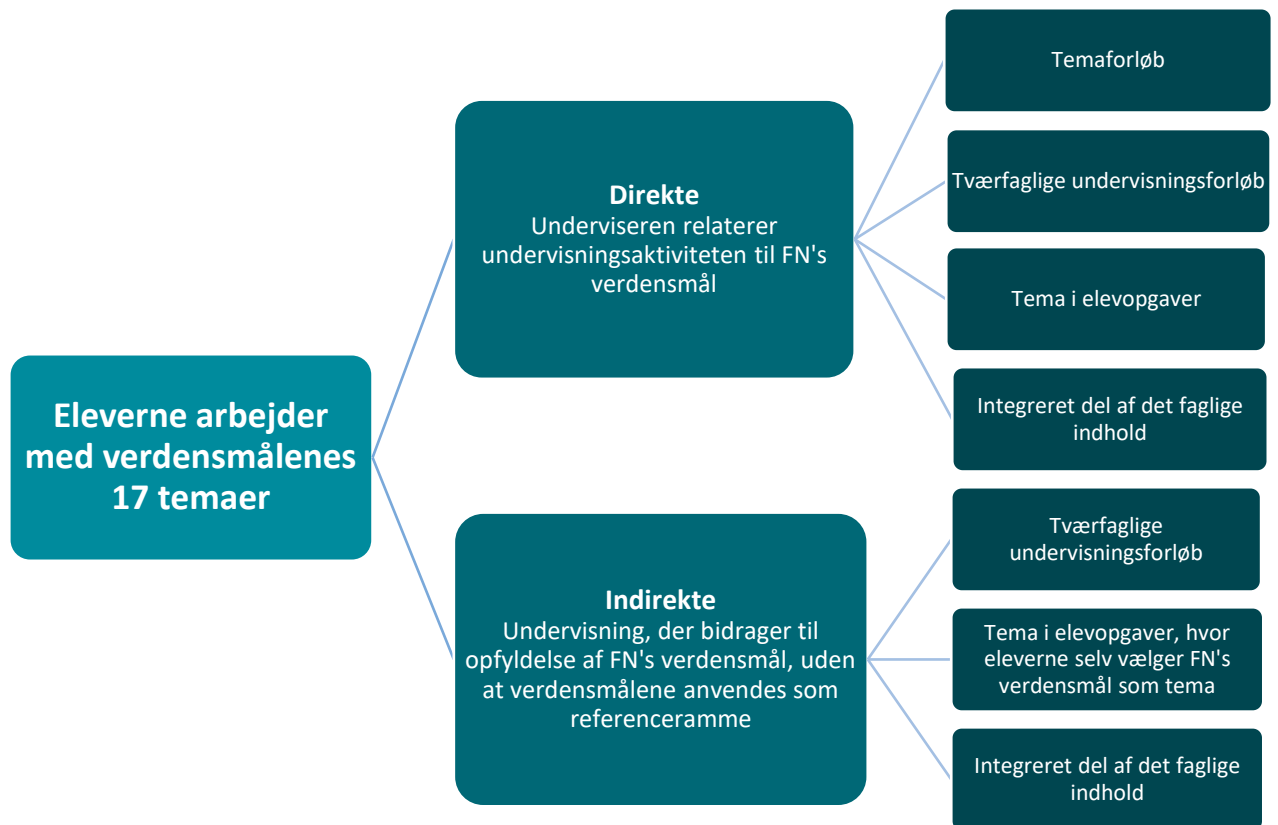 Eleverne arbejder
med verdensmålenes
17 temaer
Direkte
Underviseren relaterer
undervisningsaktiviteten til FN's
verdensmål
Temaforløb
Tværfaglige undervisningsforløb
Tema i elevopgaver
Integreret del af det faglige
indhold
Indirekte
Undervisning, der bidrager til
opfyldelse af FN's verdensmål, uden
at verdensmålene anvendes som
referenceramme
Tværfaglige
undervisningsforløb
Tema i elevopgaver, hvor
eleverne selv vælger FN's
verdensmål som tema
Integreret del af det faglige
indhold